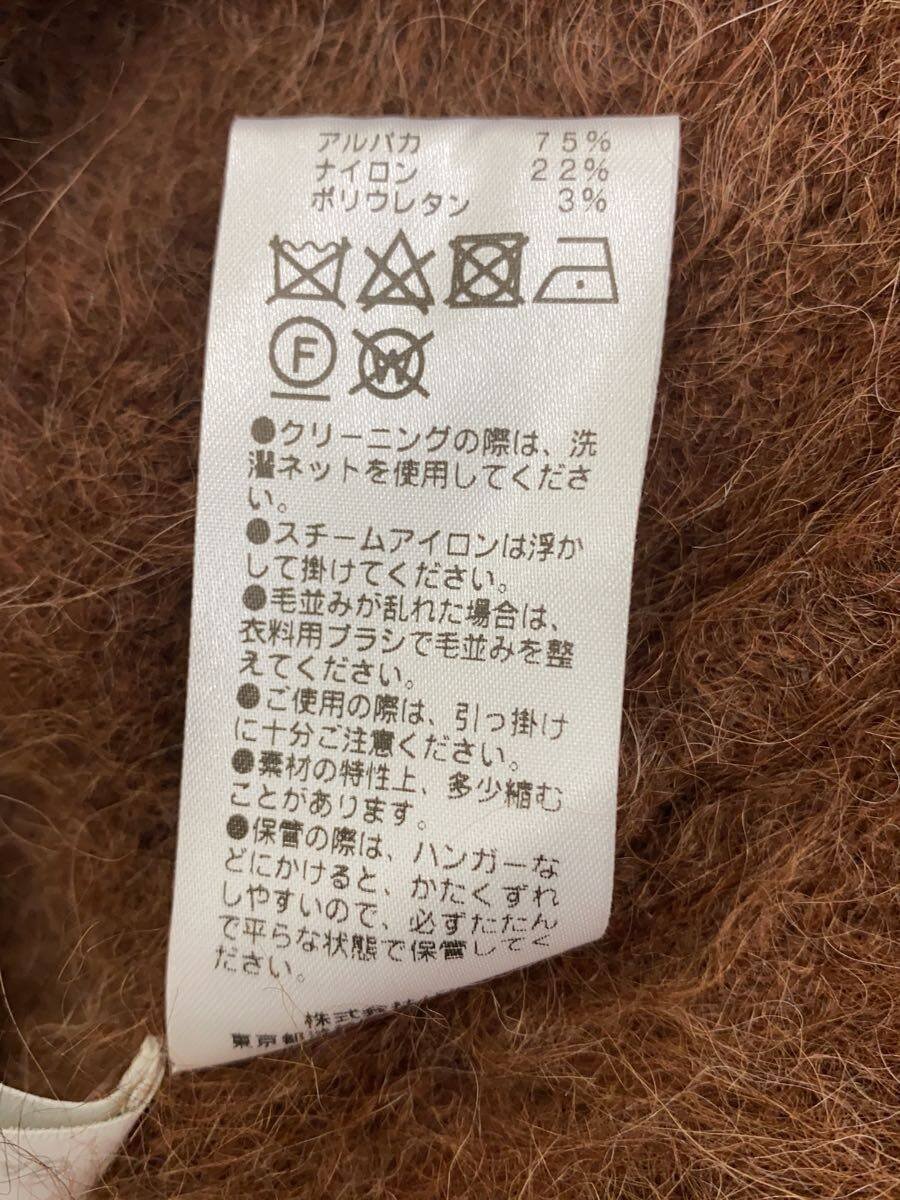 アルパカ 75%
ナイロン 22%
ポリウレタン 3%
F W
●クリーニングの際は、洗
濯ネットを使用してくださ
い。
●スチームアイロンは浮か
して掛けてください。
●毛並みが乱れた場合は、
衣料用ブラシで毛並みを整
えてください。
●ご使用の際は、引っ掛け
に十分ご注意ください。
●素材の特性上、多少縮む
ことがあります。
●保管の際は、ハンガーな
どにかけると、かたくずれ
しやすいので、必ずたたん
で平らな状態で保管してく
ださい。
株式会社
東京都